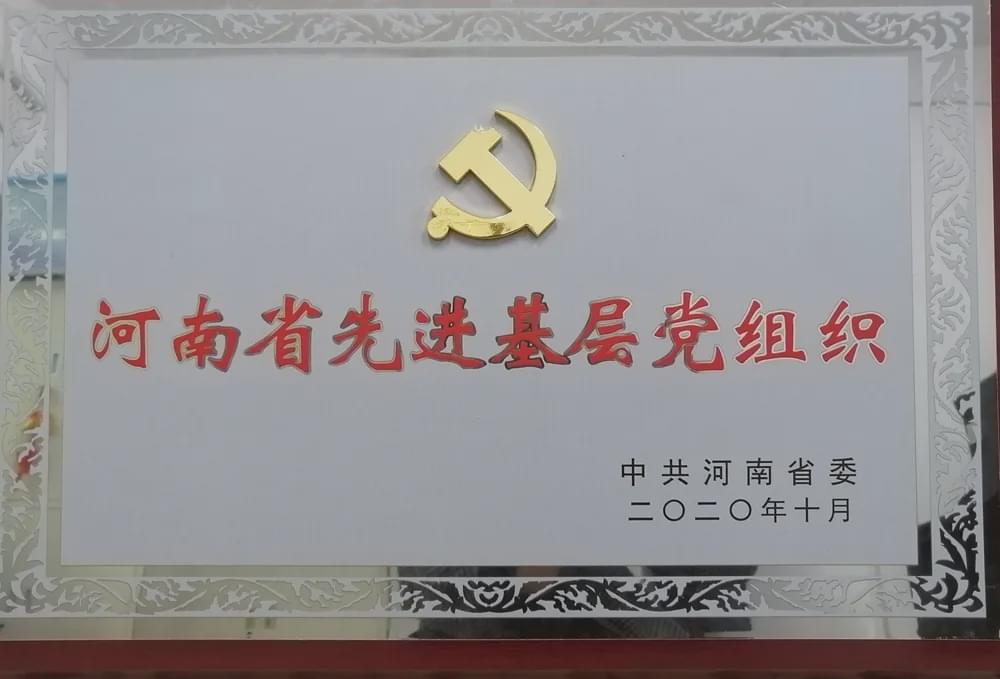 河南省先进基层党组织
中共河南省委
二〇二〇年十月